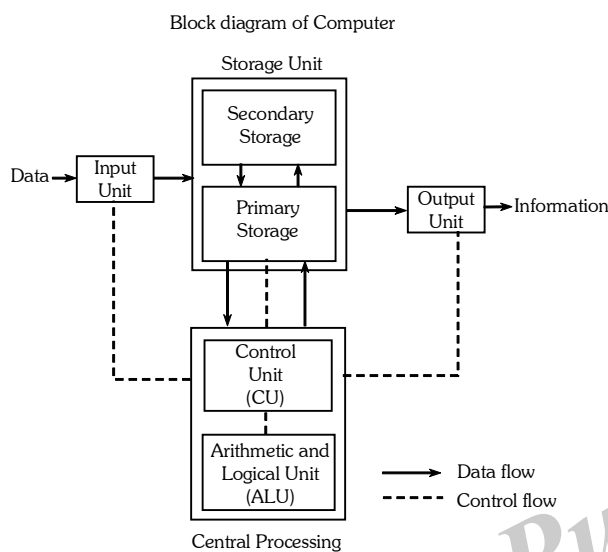 Block diagram of Computer
Storage Unit
Secondary
Storage
Data
Input
Unit
Primary
Storage
Output
Unit
Information
Control
Unit
(CU)
Arithmetic and
Logical Unit
(ALU)
Data flow
Control flow
Central Processing